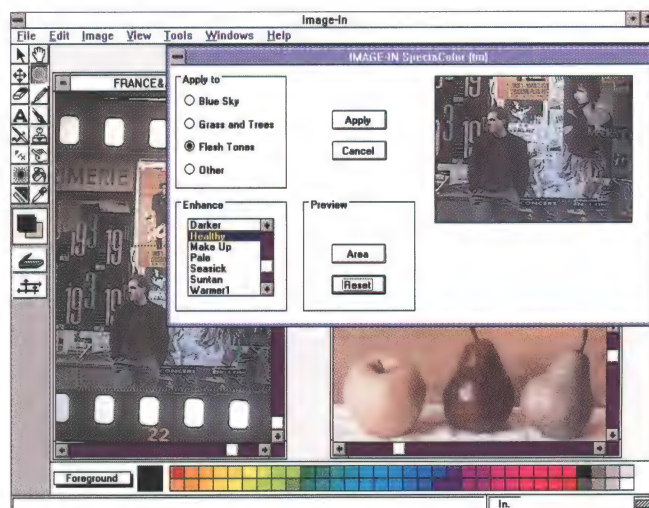 Image-In
File Edit Image View Tools Windows Help
IMAGE-IN SpectaColor (tm)
FRANCE&
Apply to
Blue Sky
Grass and Trees
Flesh Tones
Other
Apply
Cancel
Enhance
Darker
Healthy
Make Up
Pale
Seasick
Suntan
Warmer1
Preview
Area
Reset
22
Foreground
In.